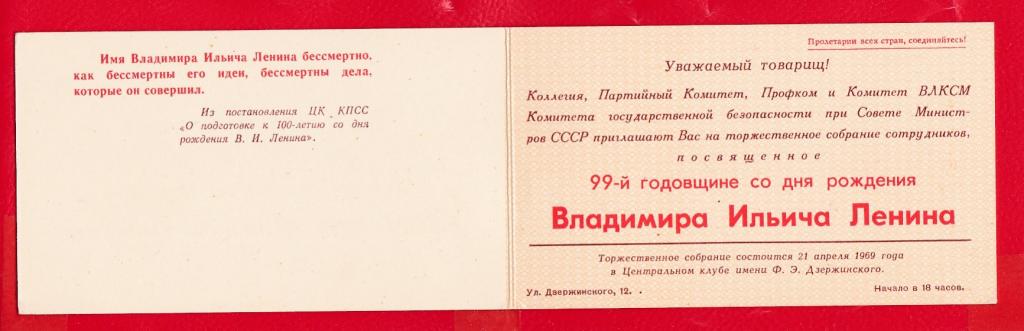 Имя Владимира Ильича Ленина бессмертно,
как бессмертны его идеи, бессмертны дела,
которые он совершил.
Из постановления ЦК КПСС
«О подготовке к 100-летию со дня
рождения В. И. Ленина».
Пролетарии всех стран, соединяйтесь!
Уважаемый товарищ!
Коллегия, Партийный Комитет, Профком и Комитет ВЛКСМ
Комитета государственной безопасности при Совете Минист-
ров СССР приглашают Вас на торжественное собрание сотрудников,
посвященное
99-й годовщине со дня рождения
Владимира Ильича Ленина
Торжественное собрание состоится 21 апреля 1969 года
в Центральном клубе имени Ф. Э. Дзержинского.
Ул. Дзержинского, 12. Начало в 18 часов.